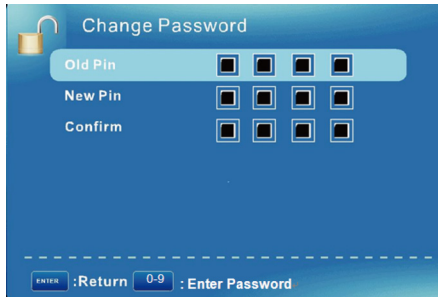 Change Password
Old Pin
New Pin
Confirm
ENTER :Return 0-9 : Enter Password